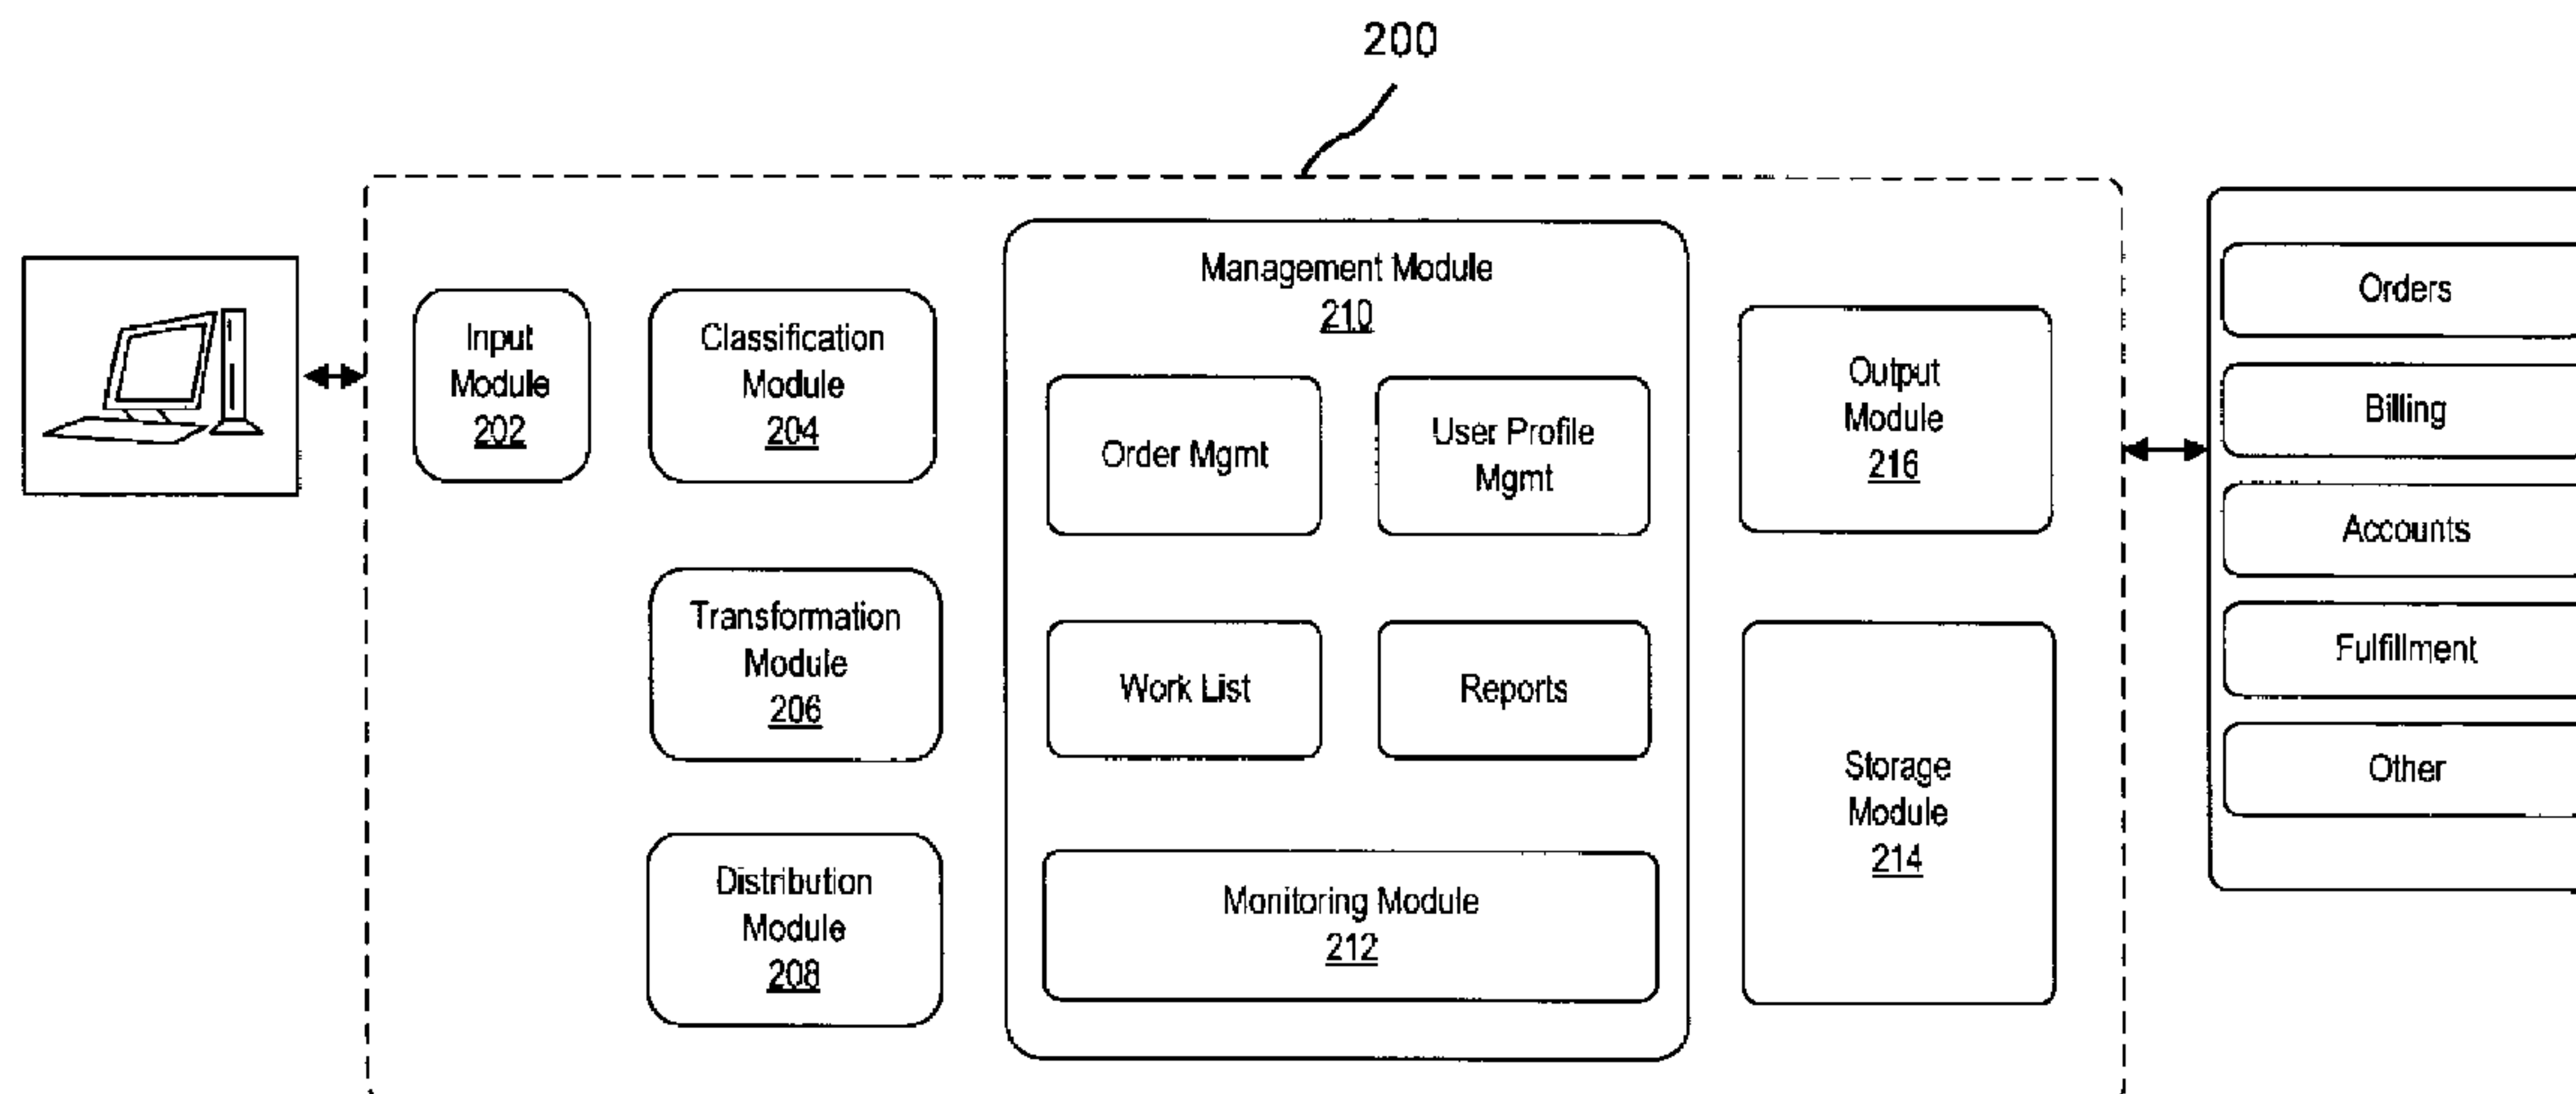 200
Input
Module
202
Classification
Module
204
Transformation
Module
206
Distribution
Module
208
Management Module
210
Order Mgmt
User Profile
Mgmt
Work List
Reports
Monitoring Module
212
Output
Module
216
Storage
Module
214
Orders
Billing
Accounts
Fulfillment
Other